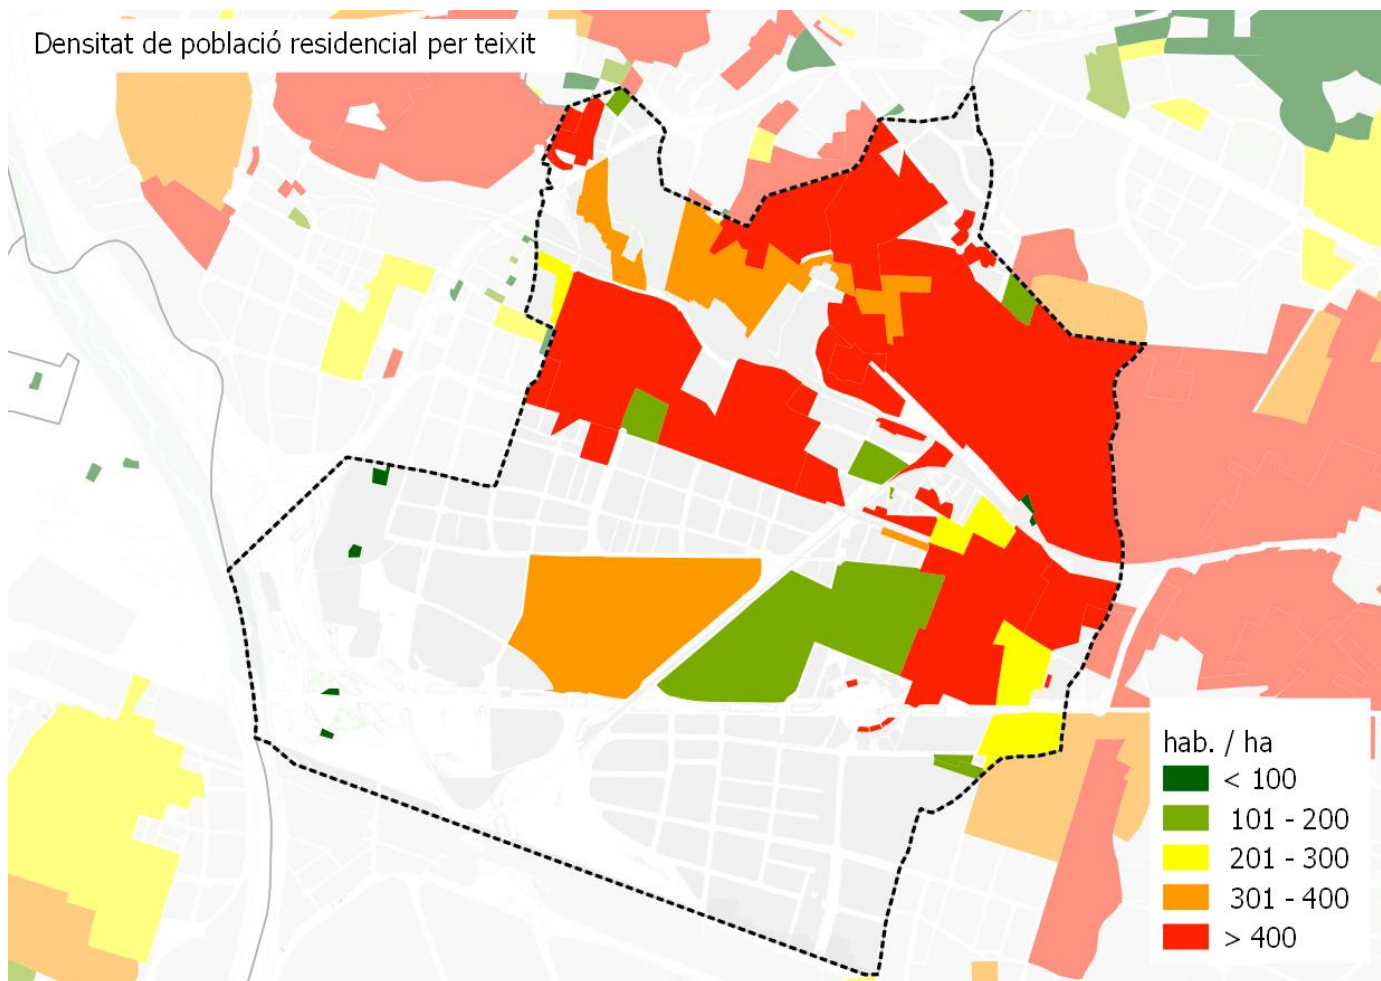 Densitat de població residencial per teixit
hab. / ha
< 100
101 - 200
201 - 300
301 - 400
> 400